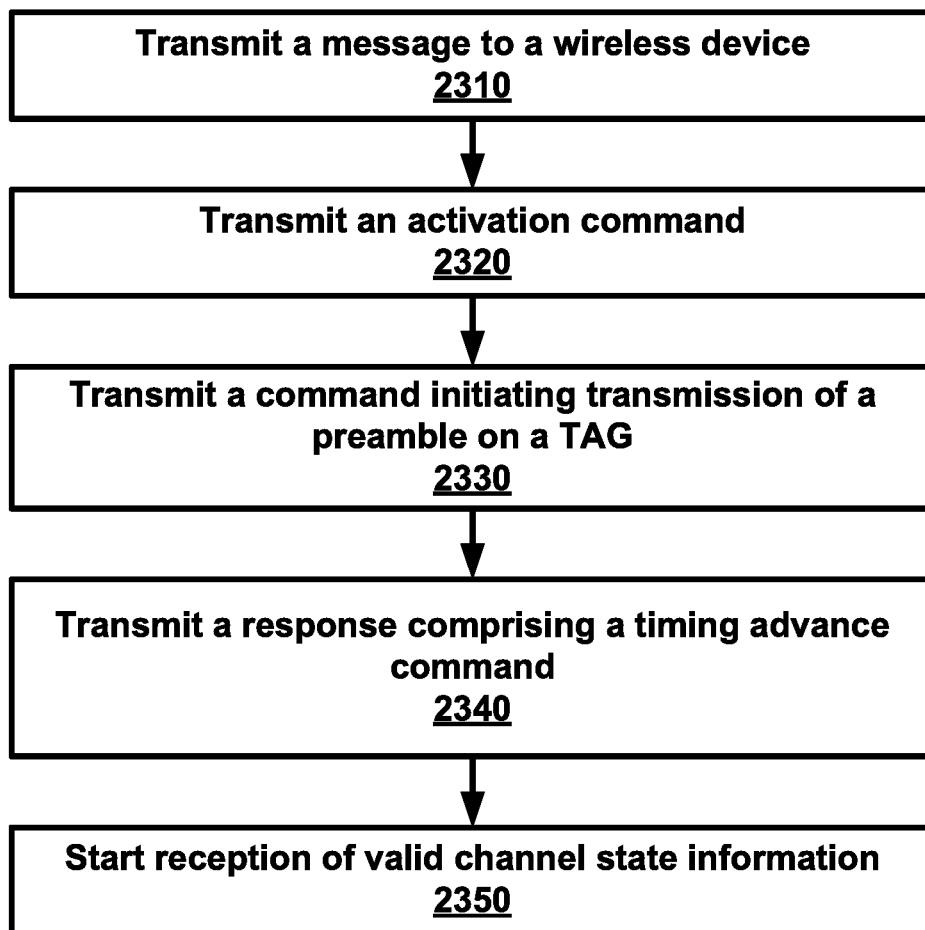 Transmit a message to a wireless device
2310
Transmit an activation command
2320
Transmit a command initiating transmission of a
preamble on a TAG
2330
Transmit a response comprising a timing advance
command
2340
Start reception of valid channel state information
2350